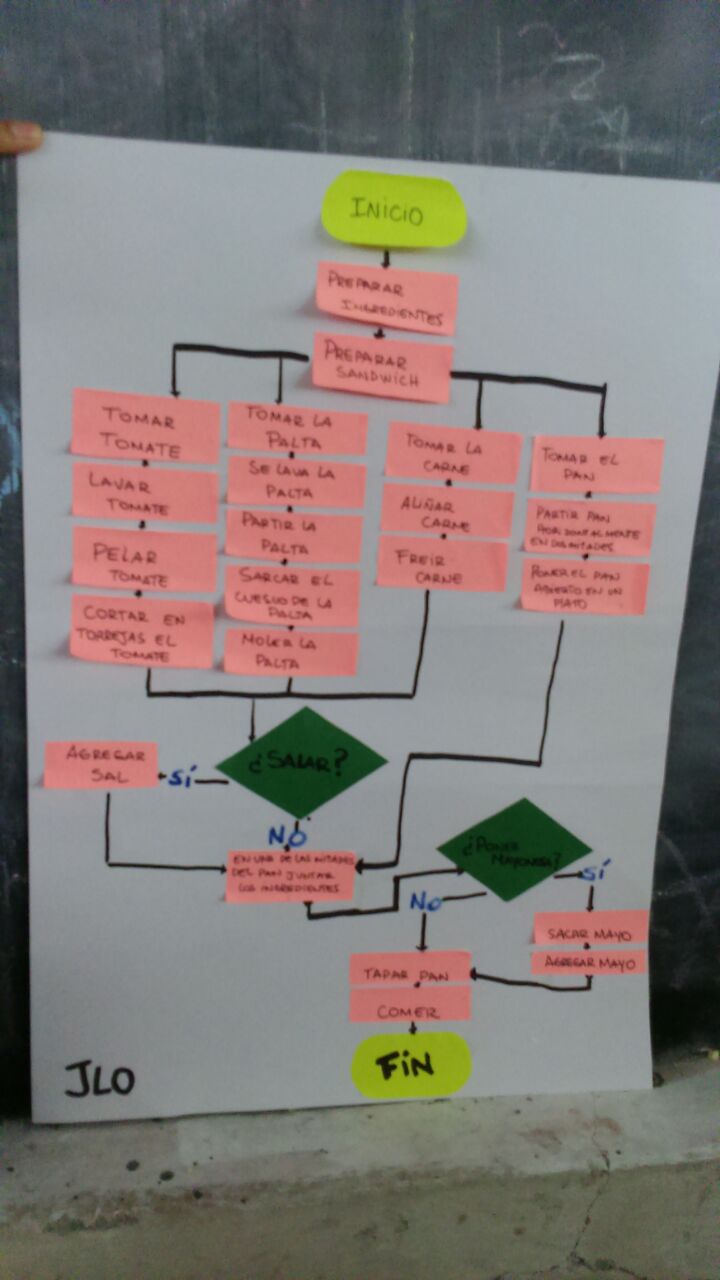 INICIO
PREPARAR
INGREDIENTES
PREPARAR
SANDWICH
TOMAR
TOMATE
LAVAR
TOMATE
PELAR
TOMATE
CORTAR EN
TORREJAS EL
TOMATE
TOMAR LA
PALTA
SE LAVA LA
PALTA
PARTIR LA
PALTA
SARCAR EL
CUESCO DE LA
PALTA
MOLER LA
PALTA
TOMAR LA
CARNE
ALIÑAR
CARNE
FREIR
CARNE
TOMAR EL
PAN
PARTIR PAN
EN DOS MITADES
PONER EL PAN
ABIERTO EN UN
PLATO
¿SALAR?
SÍ
AGREGAR
SAL
NO
EN UNA DE LAS MITADES
DEL PAN JUNTAR
LOS INGREDIENTES
¿PONER
MAYONESA?
SÍ
NO
SACAR MAYO
AGREGAR MAYO
TAPAR PAN
COMER
FIN
JLO